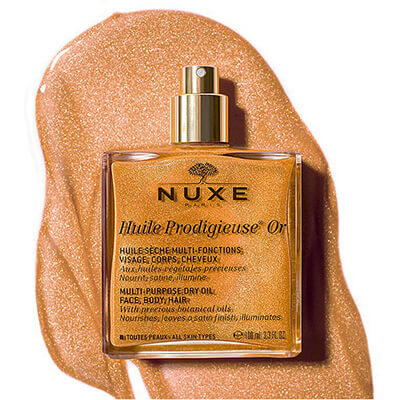 NUXE
PARIS
Huile Prodigieuse® Or
HUILE SÈCHE MULTI-FONCTIONS,
VISAGE, CORPS, CHEVEUX.
Aux huiles végétales précieuses
Nourrit, satine, illumine.
MULTI-PURPOSE DRY OIL,
FACE, BODY, HAIR.
With precious botanical oils
Nourishes, leaves a satin finish, illuminates
TOUTES PEAUX - ALL SKIN TYPES
℮ 100 ML 3.3 FL.OZ.